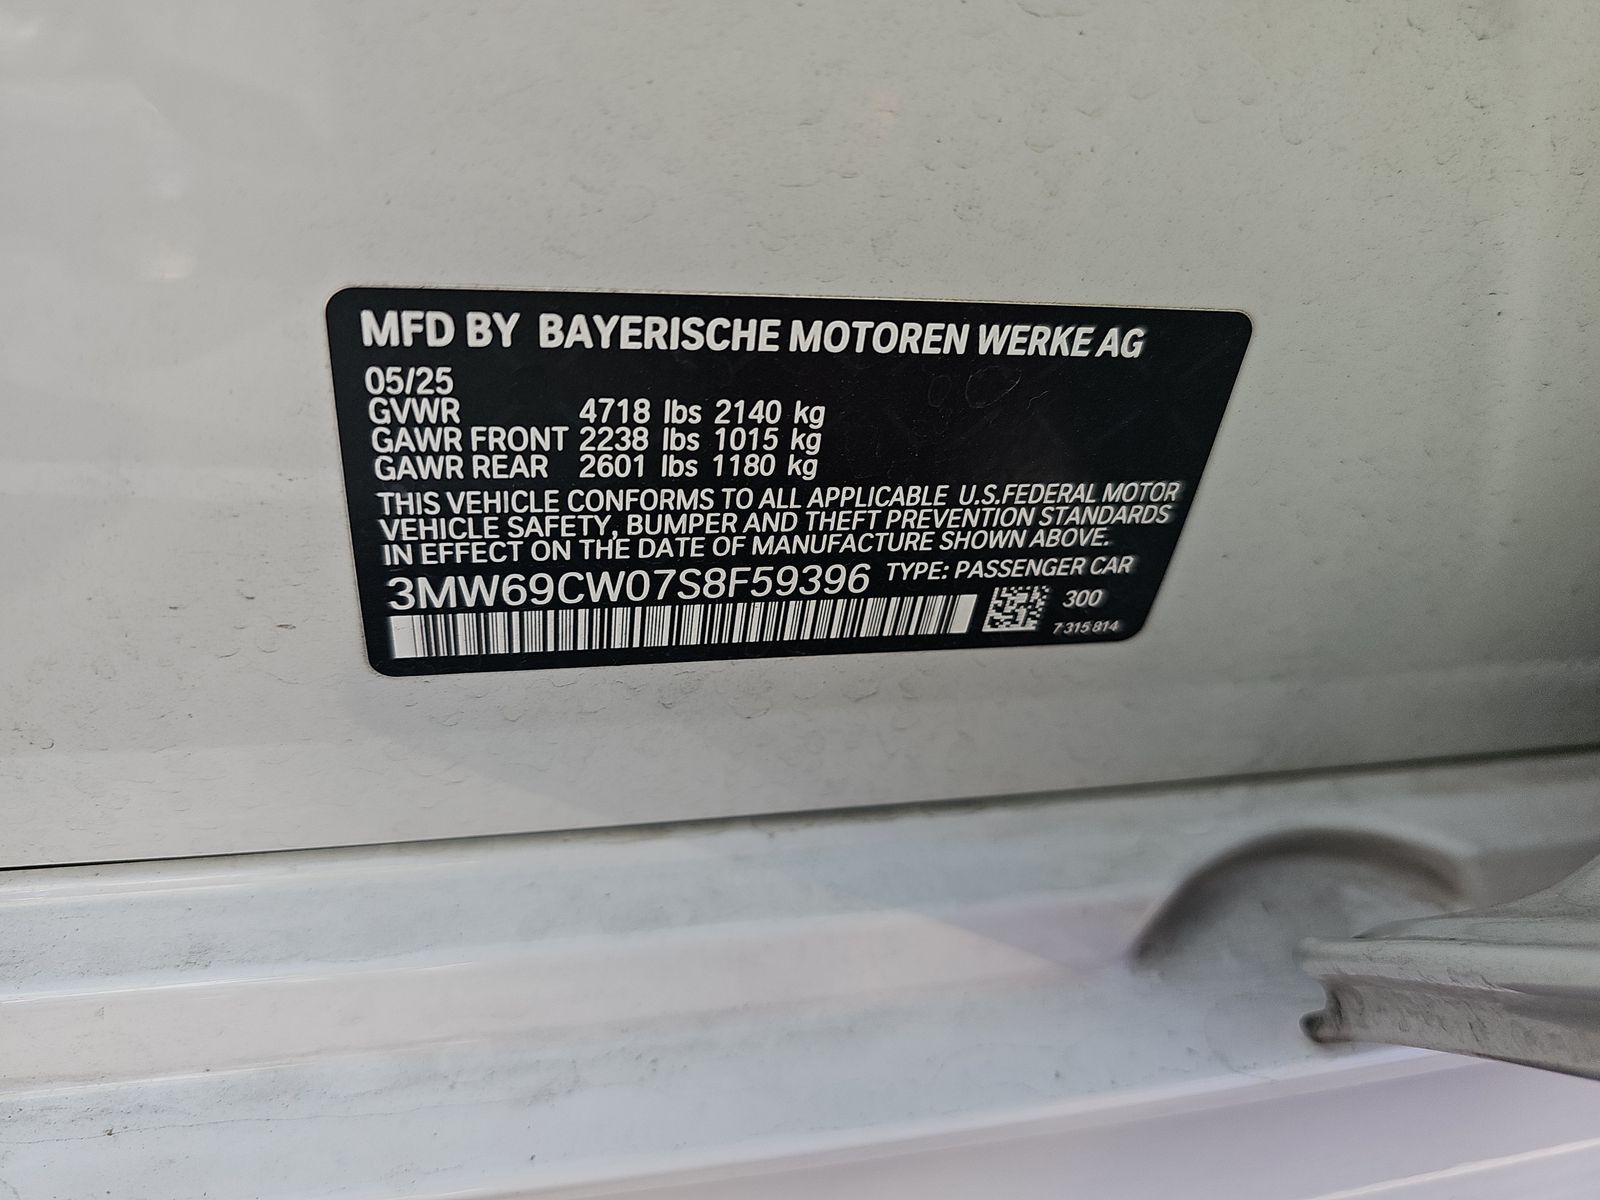 MFD BY BAYERISCHE MOTOREN WERKE AG
05/25
GVWR 4718 lbs 2140 kg
GAWR FRONT 2238 lbs 1015 kg
GAWR REAR 2601 lbs 1180 kg
THIS VEHICLE CONFORMS TO ALL APPLICABLE U.S.FEDERAL MOTOR
VEHICLE SAFETY, BUMPER AND THEFT PREVENTION STANDARDS
IN EFFECT ON THE DATE OF MANUFACTURE SHOWN ABOVE.
3MW69CW07S8F59396 TYPE: PASSENGER CAR
300
7 315 814